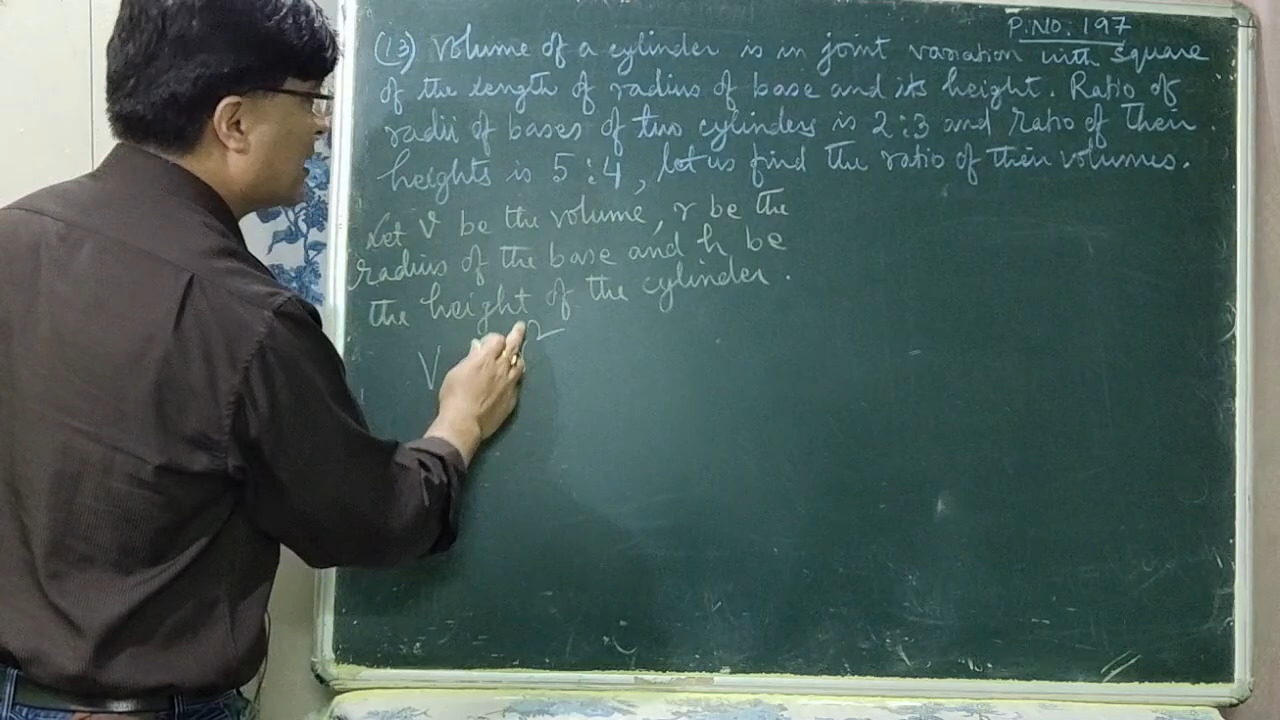 P.NO. 197
(13) Volume of a cylinder is in joint variation with square
of the length of radius of base and its height. Ratio of
radii of bases of two cylinders is 2:3 and ratio of their
heights is 5:4, let us find the ratio of their volumes.
Let V be the volume, r be the
radius of the base and h be
the height of the cylinder.
V 2